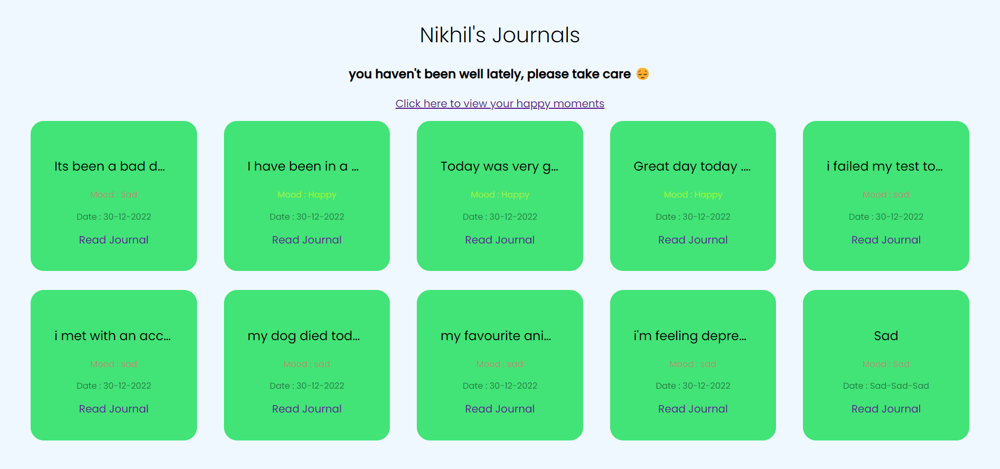 Nikhil's Journals
you haven't been well lately, please take care 😔
Click here to view your happy moments
Its been a bad d...
Mood : Sad
Date : 30-12-2022
Read Journal
I have been in a ...
Mood : Happy
Date : 30-12-2022
Read Journal
Today was very g...
Mood : Happy
Date : 30-12-2022
Read Journal
Great day today ....
Mood : Happy
Date : 30-12-2022
Read Journal
i failed my test to...
Mood : sad
Date : 30-12-2022
Read Journal
i met with an acc...
Mood : sad
Date : 30-12-2022
Read Journal
my dog died tod...
Mood : sad
Date : 30-12-2022
Read Journal
my favourite ani...
Mood : sad
Date : 30-12-2022
Read Journal
i'm feeling depre...
Mood : sad
Date : 30-12-2022
Read Journal
Sad
Mood : Sad
Date : Sad-Sad-Sad
Read Journal